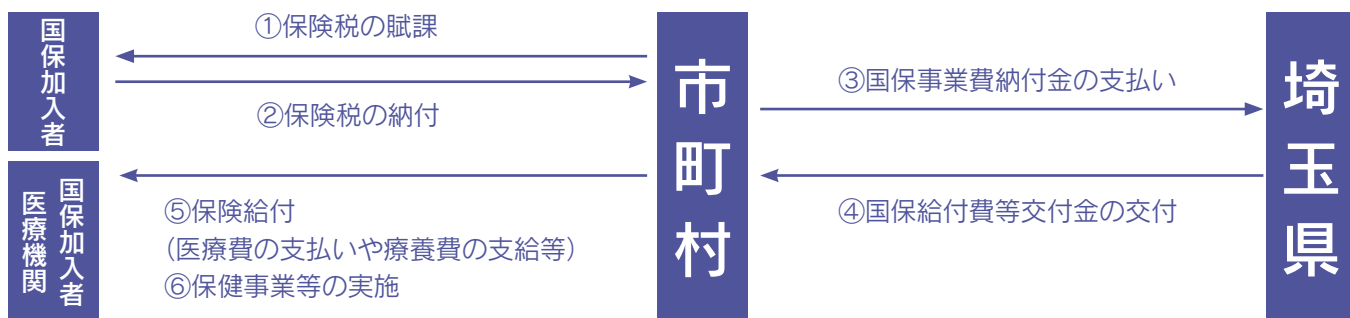 国保加入者
①保険税の賦課
②保険税の納付
市町村
③国保事業費納付金の支払い
埼玉県
④国保給付費等交付金の交付
国保加入者
医療機関
⑤保険給付
（医療費の支払いや療養費の支給等）
⑥保健事業等の実施